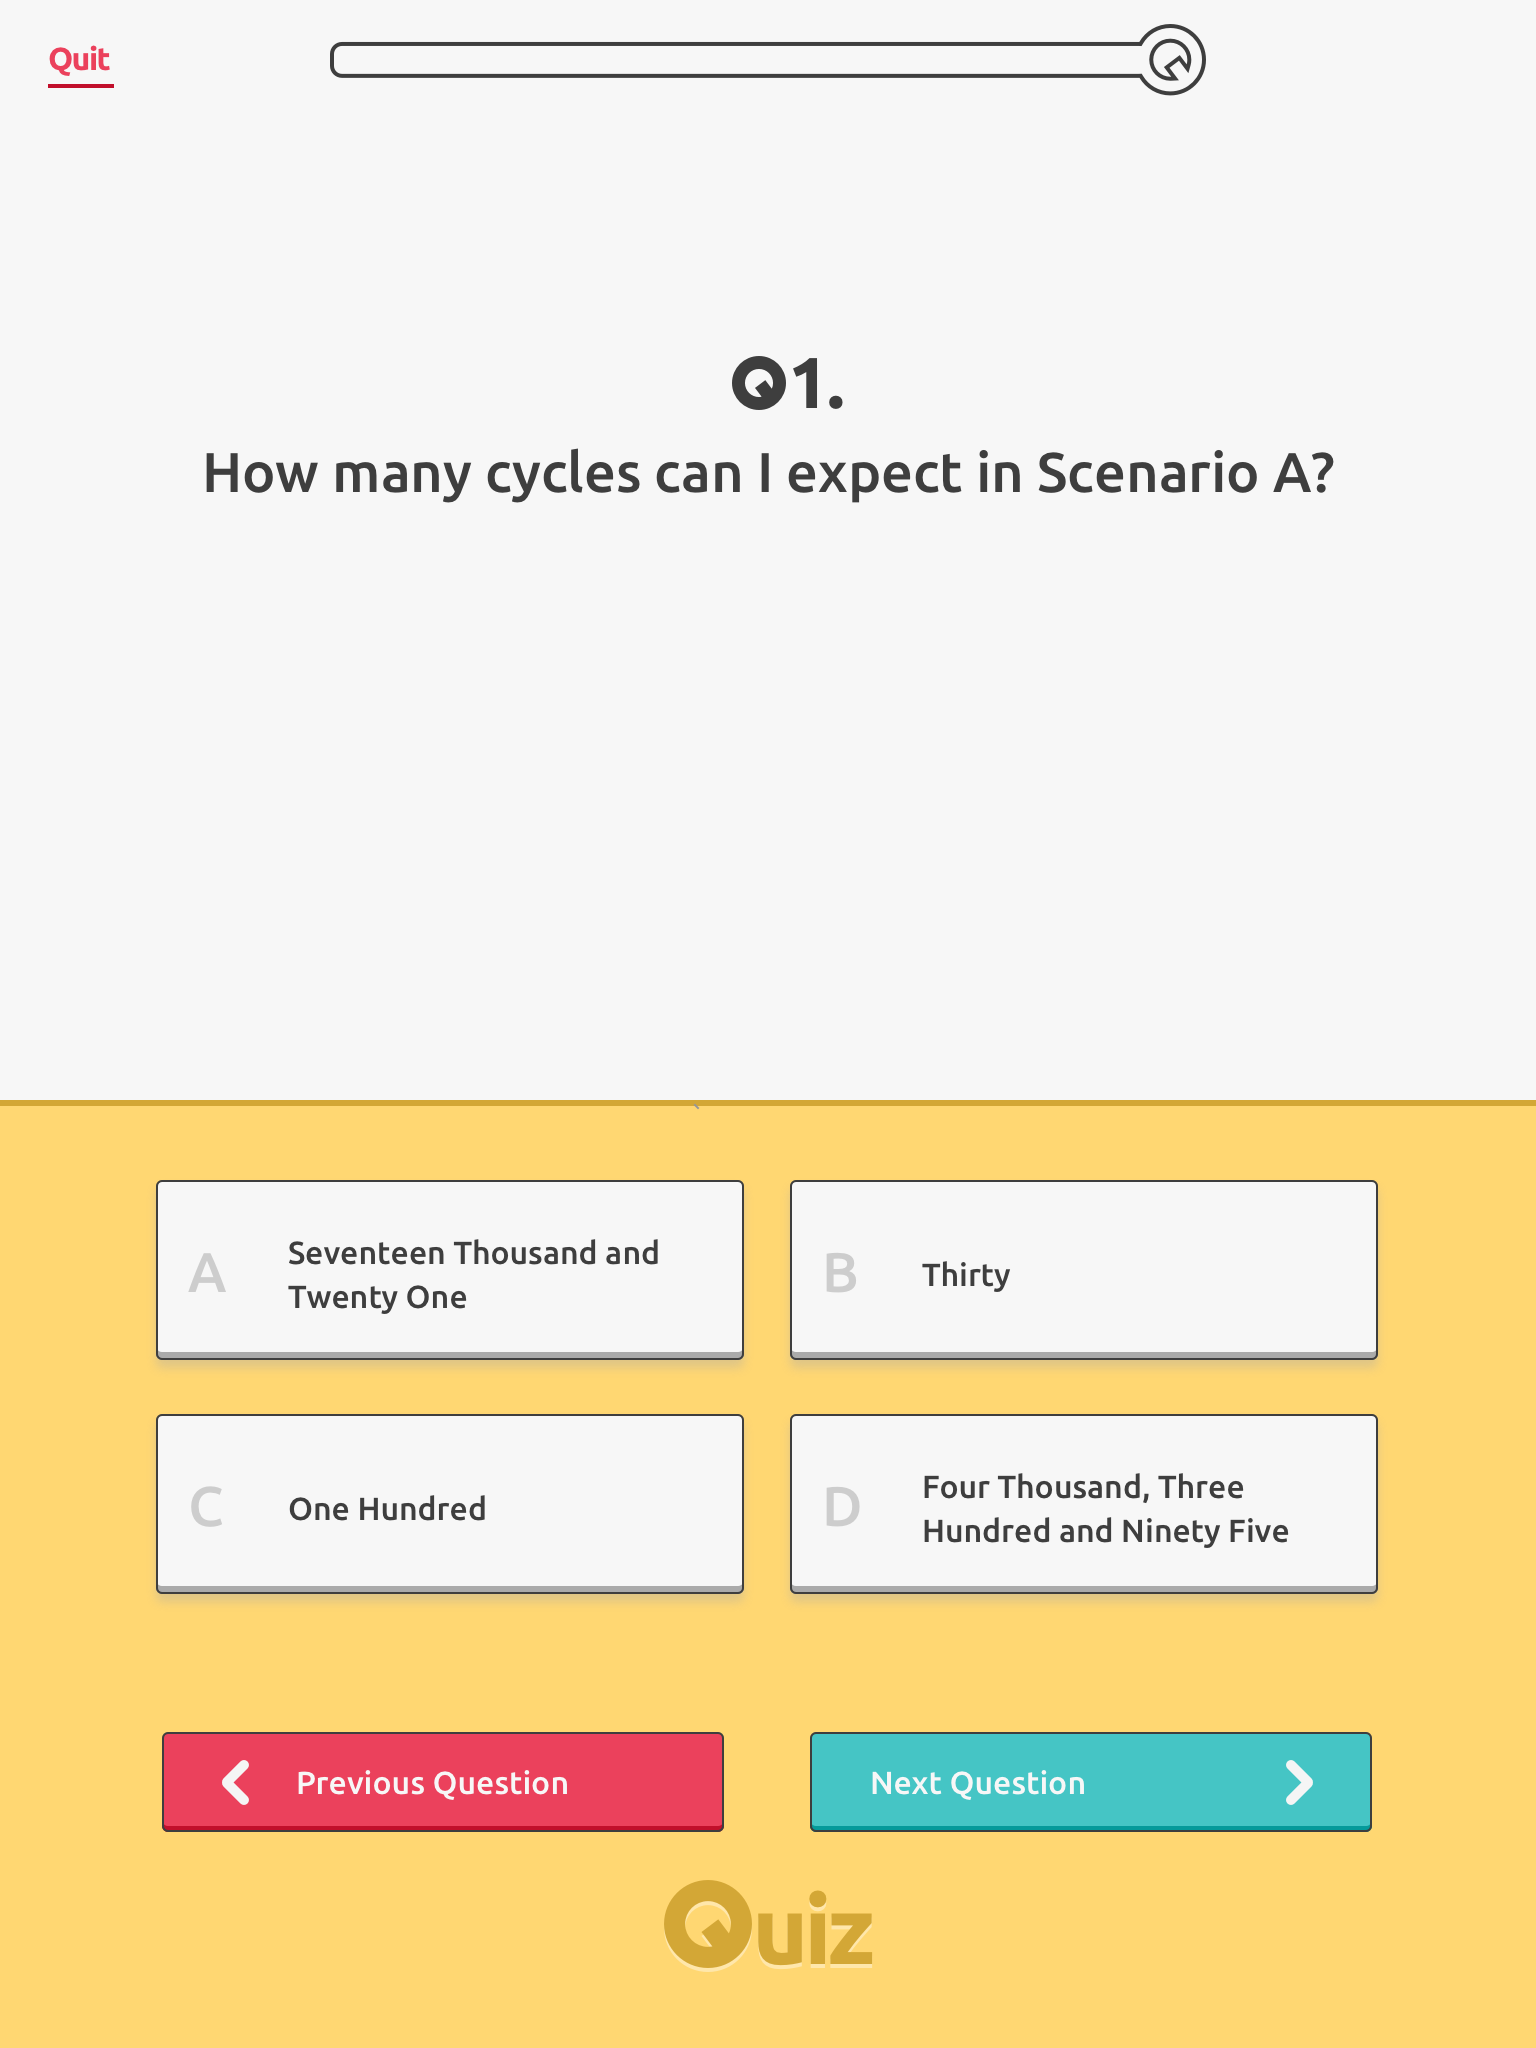 Quit
Q1.
How many cycles can I expect in Scenario A?
A
Seventeen Thousand and
Twenty One
B
Thirty
C
One Hundred
D
Four Thousand, Three
Hundred and Ninety Five
Previous Question
Next Question
Quiz